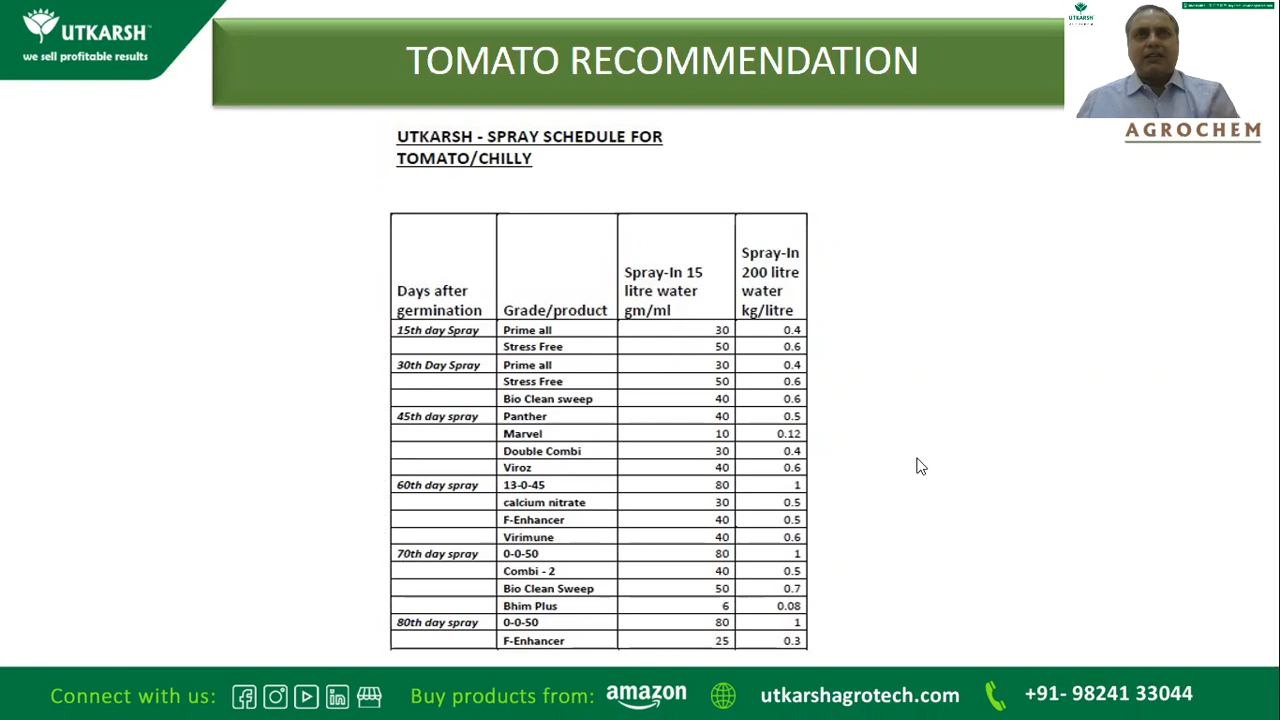 UTKARSH
we sell profitable results
TOMATO RECOMMENDATION
UTKARSH
AGROCHEM
UTKARSH - SPRAY SCHEDULE FOR
TOMATO/CHILLY
Days after germination Grade/product Spray-In 15 litre water gm/ml Spray-In 200 litre water kg/litre
15th day Spray Prime all 30 0.4
Stress Free 50 0.6
30th Day Spray Prime all 30 0.4
Stress Free 50 0.6
Bio Clean sweep 40 0.6
45th day spray Panther 40 0.5
Marvel 10 0.12
Double Combi 30 0.4
Viroz 40 0.6
60th day spray 13-0-45 80 1
calcium nitrate 30 0.5
F-Enhancer 40 0.5
Virimune 40 0.6
70th day spray 0-0-50 80 1
Combi - 2 40 0.5
Bio Clean Sweep 50 0.7
Bhim Plus 6 0.08
80th day spray 0-0-50 80 1
F-Enhancer 25 0.3
Connect with us: Buy products from: amazon utkarshagrotech.com +91- 98241 33044